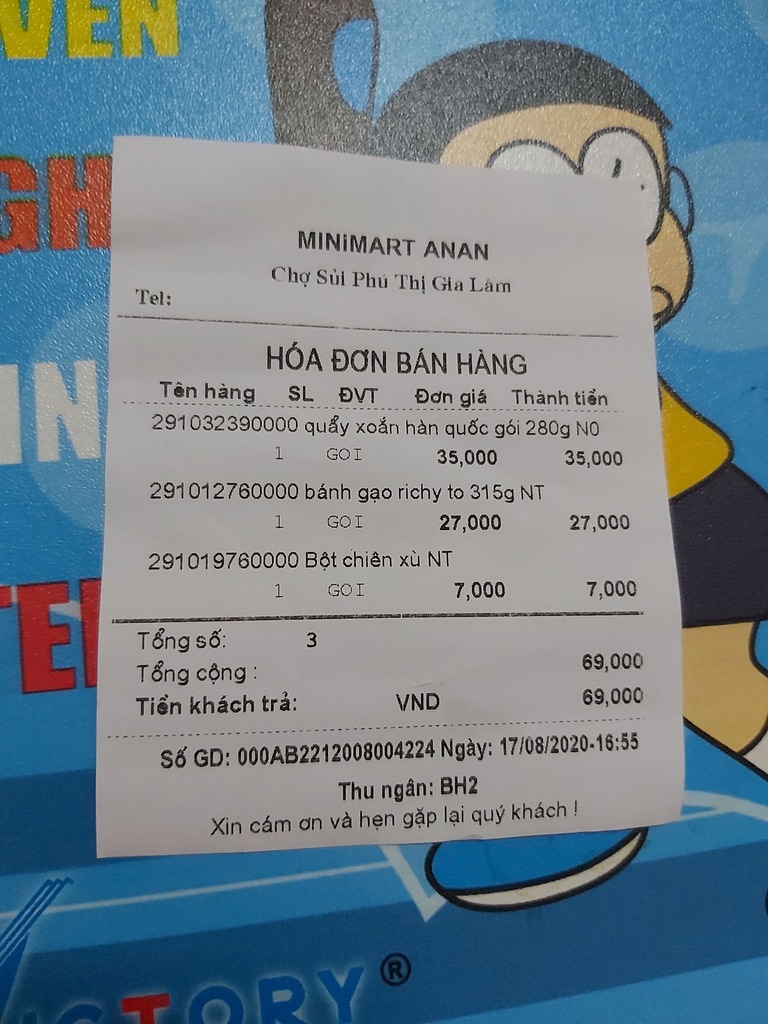 VEN
GH
IN
TE
MINIMART ANAN
Chợ Sủi Phú Thị Gia Lâm
Tel:
HÓA ĐƠN BÁN HÀNG
Tên hàng SL ĐVT Đơn giá Thành tiền
291032390000 quẩy xoắn hàn quốc gói 280g N0
1 GOI 35,000 35,000
291012760000 bánh gạo richy to 315g NT
1 GOI 27,000 27,000
291019760000 Bột chiên xù NT
1 GOI 7,000 7,000
Tổng số: 3
Tổng cộng : 69,000
Tiền khách trả: VND 69,000
Số GD: 000AB2212008004224 Ngày: 17/08/2020-16:55
Thu ngân: BH2
Xin cám ơn và hẹn gặp lại quý khách !
VICTORY ®